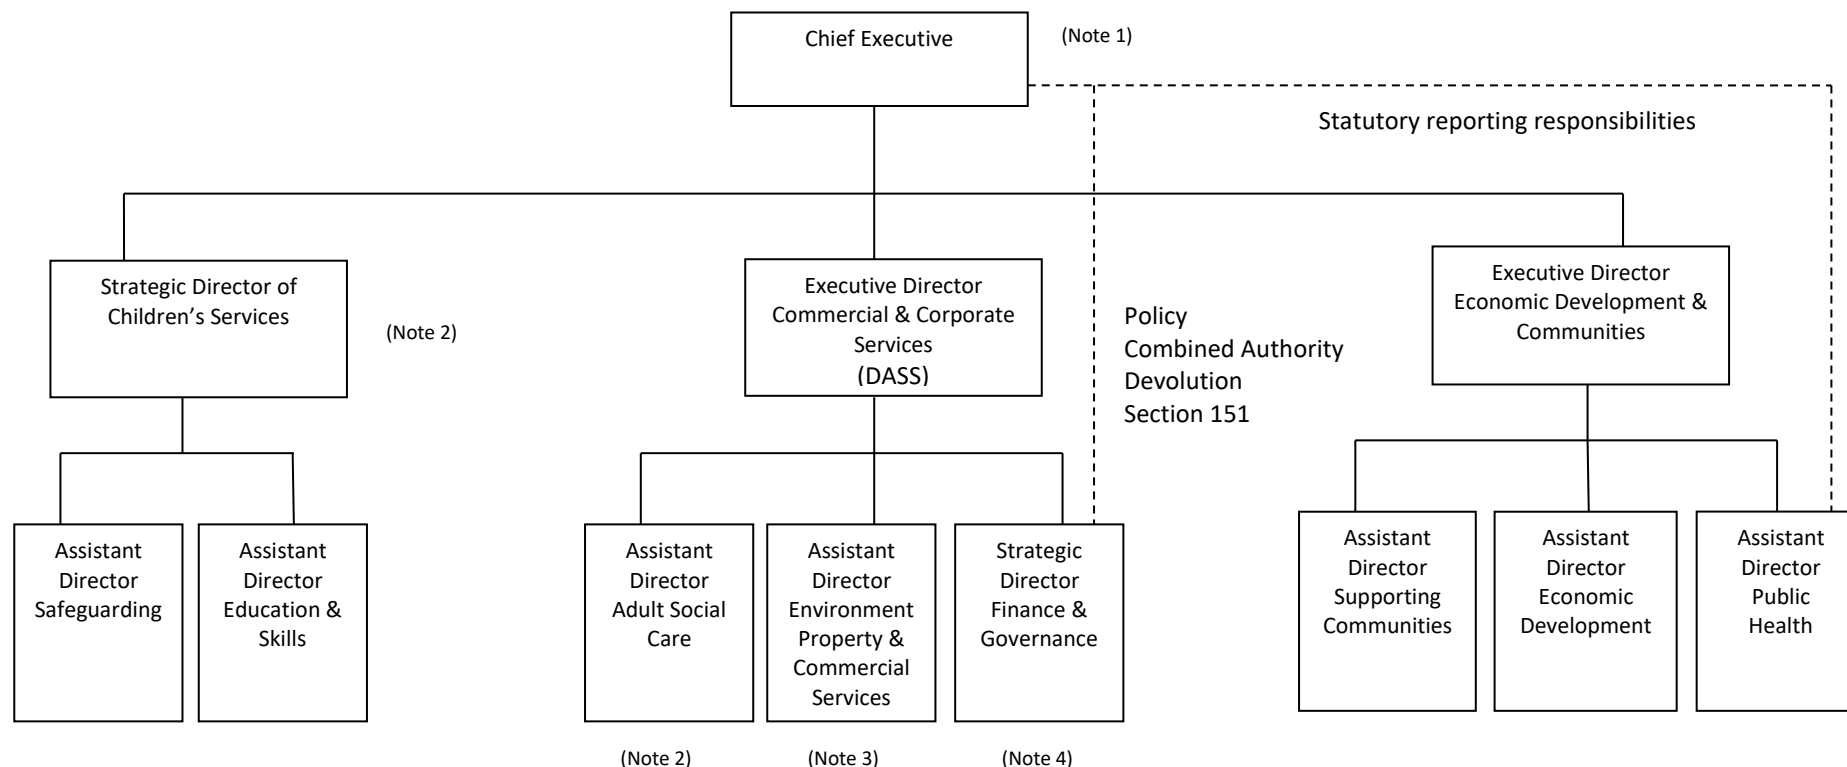 Chief Executive
(Note 1)
Statutory reporting responsibilities
Strategic Director of
Children’s Services
(Note 2)
Executive Director
Commercial & Corporate
Services
(DASS)
Policy
Combined Authority
Devolution
Section 151
Executive Director
Economic Development &
Communities
Assistant
Director
Safeguarding
Assistant
Director
Education &
Skills
Assistant
Director
Adult Social
Care
Assistant
Director
Environment
Property &
Commercial
Services
Strategic
Director
Finance &
Governance
Assistant
Director
Supporting
Communities
Assistant
Director
Economic
Development
Assistant
Director
Public
Health
(Note 2)
(Note 3)
(Note 4)